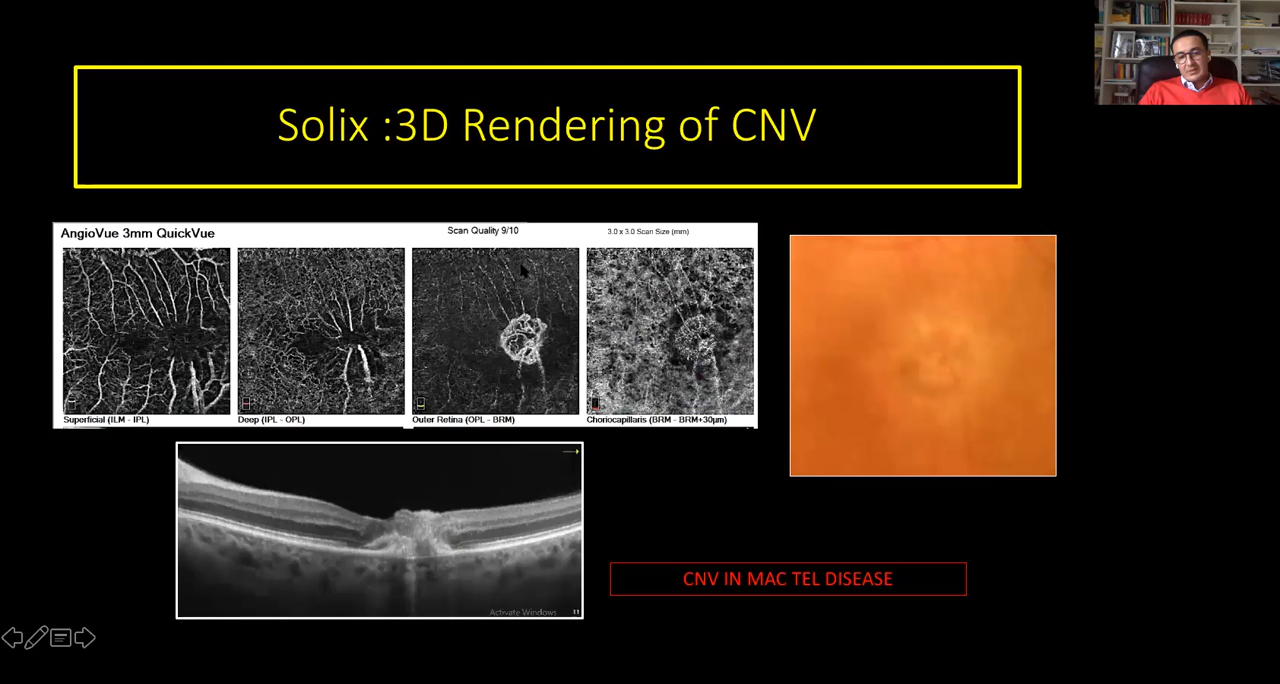 Solix :3D Rendering of CNV
AngioVue 3mm QuickVue
Scan Quality 9/10
3.0 x 3.0 Scan Size (mm)
Superficial (ILM - IPL)
Deep (IPL - OPL)
Outer Retina (OPL - BRM)
Choriocapillaris (BRM - BRM+30µm)
Activate Windows
CNV IN MAC TEL DISEASE